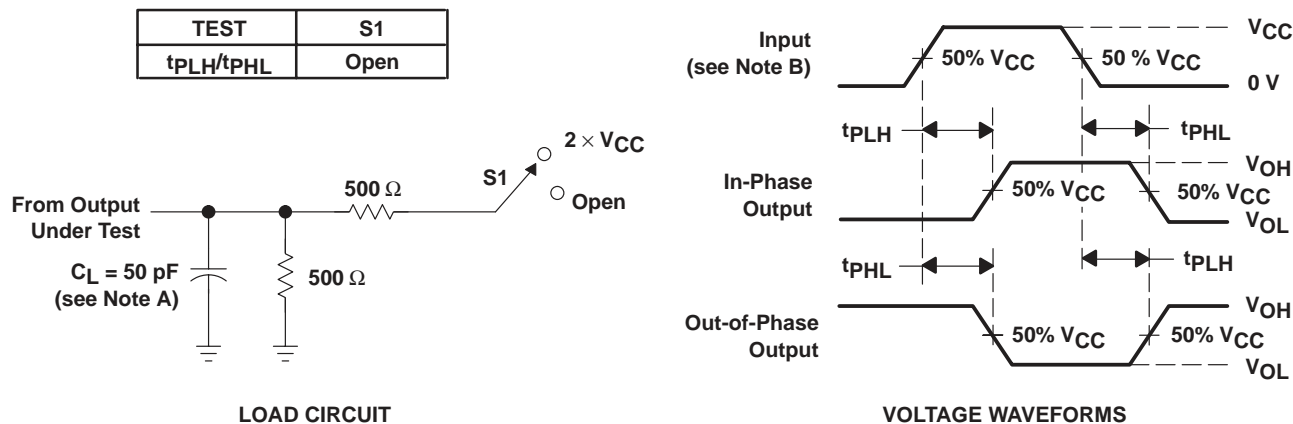 TEST S1
tPLH/tPHL Open
2 × VCC
S1
Open
500 Ω
From Output
Under Test
CL = 50 pF
(see Note A)
500 Ω
LOAD CIRCUIT
Input
(see Note B)
50% VCC
50 % VCC
VCC
0 V
tPLH
tPHL
In-Phase
Output
50% VCC
50% VCC
VOH
VOL
tPHL
tPLH
Out-of-Phase
Output
50% VCC
50% VCC
VOH
VOL
VOLTAGE WAVEFORMS